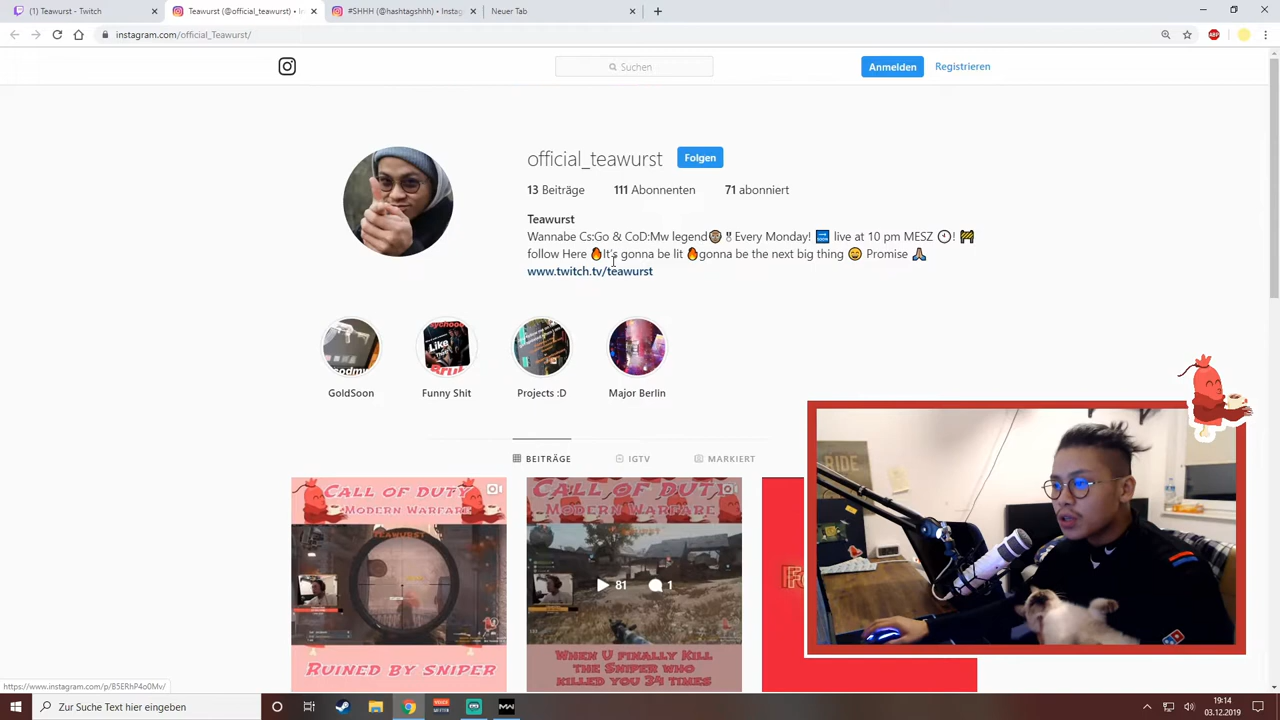 (1) Teawurst - Twitch
Teawurst (@official_teawurst) • In
#SHHH (@hashtagshhh) • Instag
Neuer Tab
instagram.com/official_Teawurst/
ABP
Suchen
Anmelden
Registrieren
official_teawurst
Folgen
13 Beiträge 111 Abonnenten 71 abonniert
Teawurst
Wannabe Cs:Go & CoD:Mw legend Every Monday! live at 10 pm MESZ !
follow Here It's gonna be lit gonna be the next big thing Promise
www.twitch.tv/teawurst
GoldSoon
Funny Shit
Projects :D
Major Berlin
BEITRÄGE
IGTV
MARKIERT
CALL OF DUTY
MODERN WARFARE
TEAWURST
RUINED BY SNIPER
CALL OF DUTY
MODERN WARFARE
81 1
WHEN U FINALLY KILL
THE SNIPER WHO
KILLED YOU 34 TIMES
RIDE
https://www.instagram.com/p/B5ERhP4o0Mv/
Zur Suche Text hier eingeben
19:14
03.12.2019